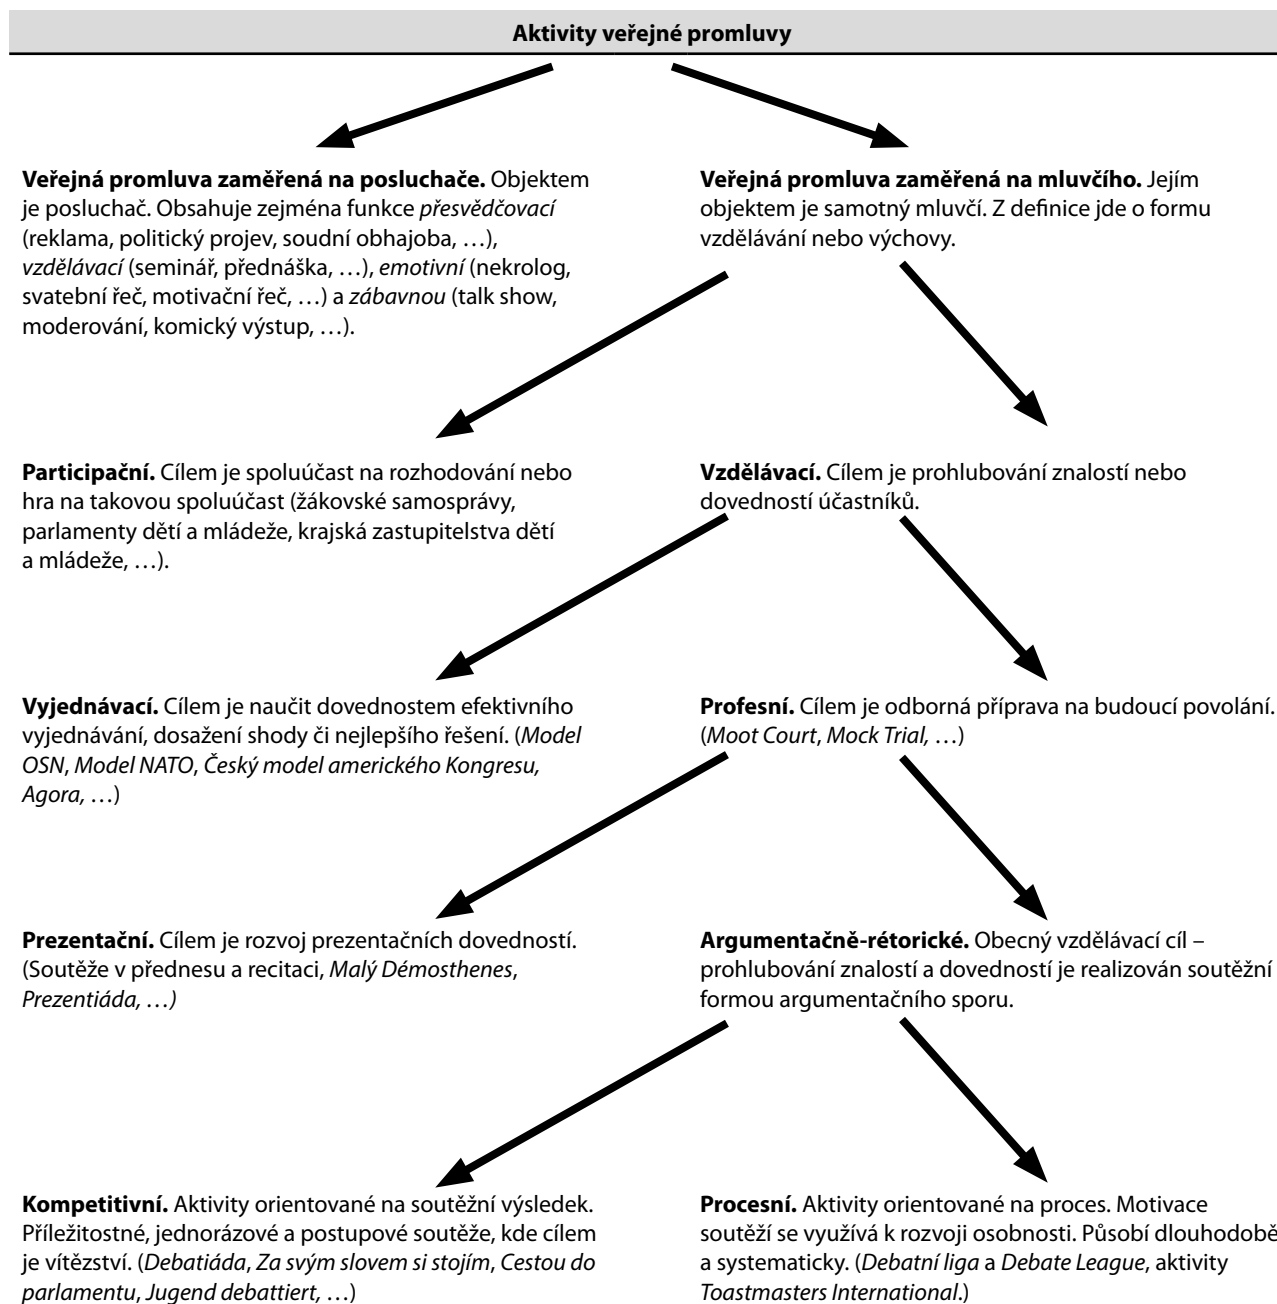 Aktivity veřejné promluvy
Veřejná promluva zaměřená na posluchače. Objektem
je posluchač. Obsahuje zejména funkce přesvědčovací
(reklama, politický projev, soudní obhajoba, …),
vzdělávací (seminář, přednáška, …), emotivní (nekrolog,
svatební řeč, motivační řeč, …) a zábavnou (talk show,
moderování, komický výstup, …).
Veřejná promluva zaměřená na mluvčího. Jejím
objektem je samotný mluvčí. Z definice jde o formu
vzdělávání nebo výchovy.
Participační. Cílem je spoluúčast na rozhodování nebo
hra na takovou spoluúčast (žákovské samosprávy,
parlamenty dětí a mládeže, krajská zastupitelstva dětí
a mládeže, …).
Vzdělávací. Cílem je prohlubování znalostí nebo
dovedností účastníků.
Vyjednávací. Cílem je naučit dovednostem efektivního
vyjednávání, dosažení shody či nejlepšího řešení. (Model
OSN, Model NATO, Český model amerického Kongresu,
Agora, …)
Profesní. Cílem je odborná příprava na budoucí povolání.
(Moot Court, Mock Trial, …)
Prezentační. Cílem je rozvoj prezentačních dovedností.
(Soutěže v přednesu a recitaci, Malý Démosthenes,
Prezentiáda, …)
Argumentačně-rétorické. Obecný vzdělávací cíl –
prohlubování znalostí a dovedností je realizován soutěžní
formou argumentačního sporu.
Kompetitivní. Aktivity orientované na soutěžní výsledek.
Příležitostné, jednorázové a postupové soutěže, kde cílem
je vítězství. (Debatiáda, Za svým slovem si stojím, Cestou do
parlamentu, Jugend debattiert, …)
Procesní. Aktivity orientované na proces. Motivace
soutěží se využívá k rozvoji osobnosti. Působí dlouhodobě
a systematicky. (Debatní liga a Debate League, aktivity
Toastmasters International.)